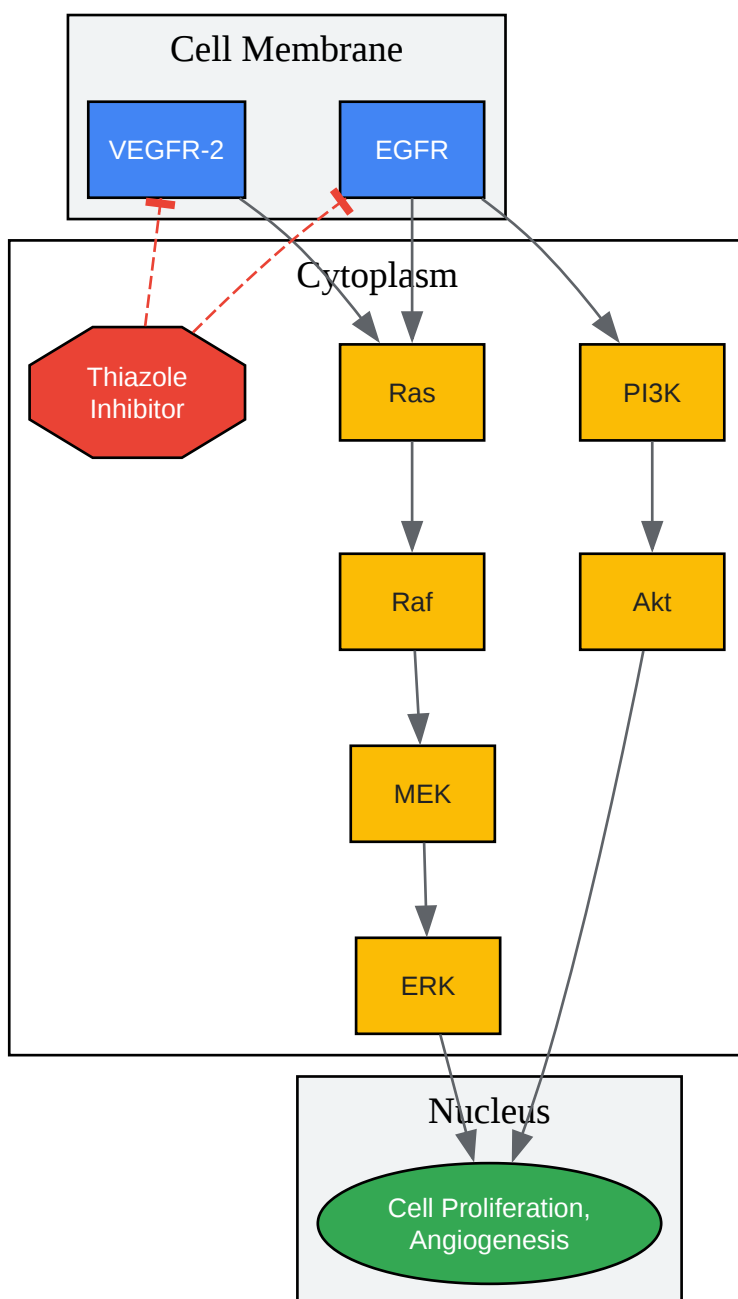 Cell Membrane
VEGFR-2
EGFR
Cytoplasm
Thiazole
Inhibitor
Ras
PI3K
Raf
Akt
MEK
ERK
Nucleus
Cell Proliferation,
Angiogenesis